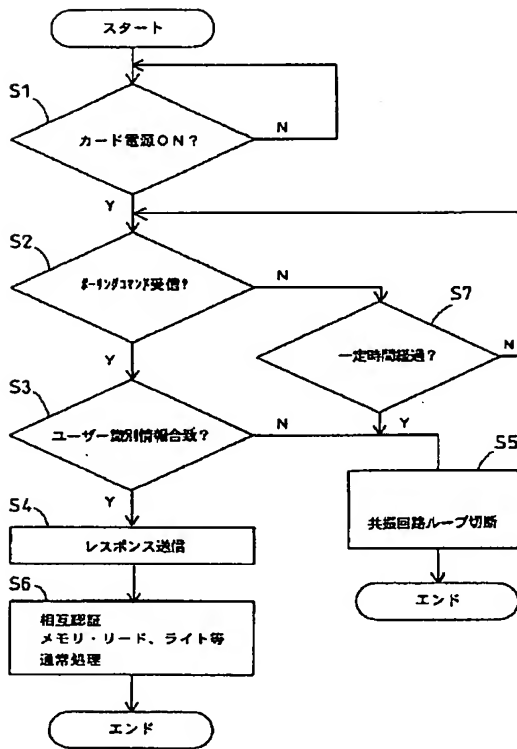 スタート
S1
カード電源ON?
N
Y
S2
ポーリングコマンド受信?
N
Y
S7
一定時間経過?
N
Y
S3
ユーザー識別情報合致?
N
Y
S5
共振回路ループ切断
エンド
S4
レスポンス送信
S6
相互認証
メモリ・リード、ライト等
通常処理
エンド